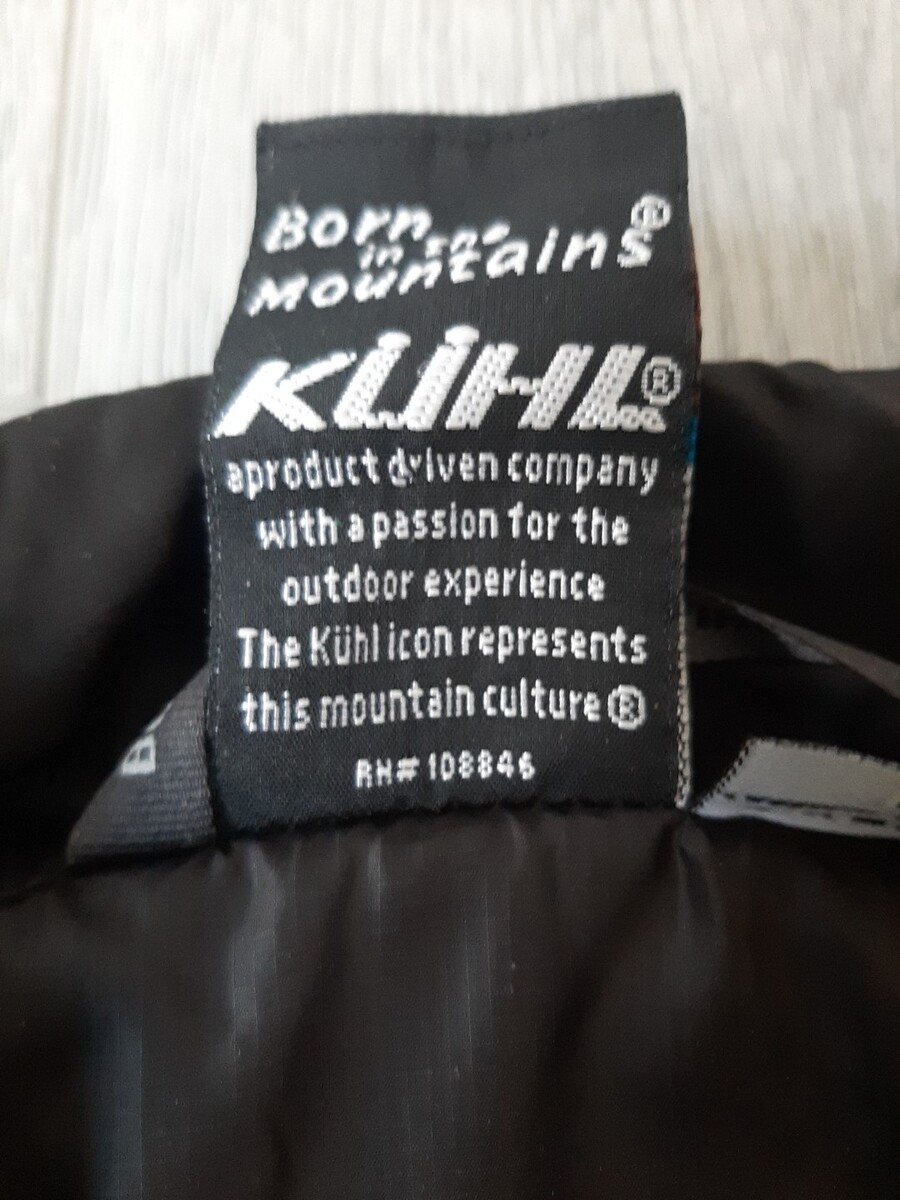 Born
in the
Mountains®
KÜHL®
aproduct driven company
with a passion for the
outdoor experience
The Kühl icon represents
this mountain culture®
RN# 108846